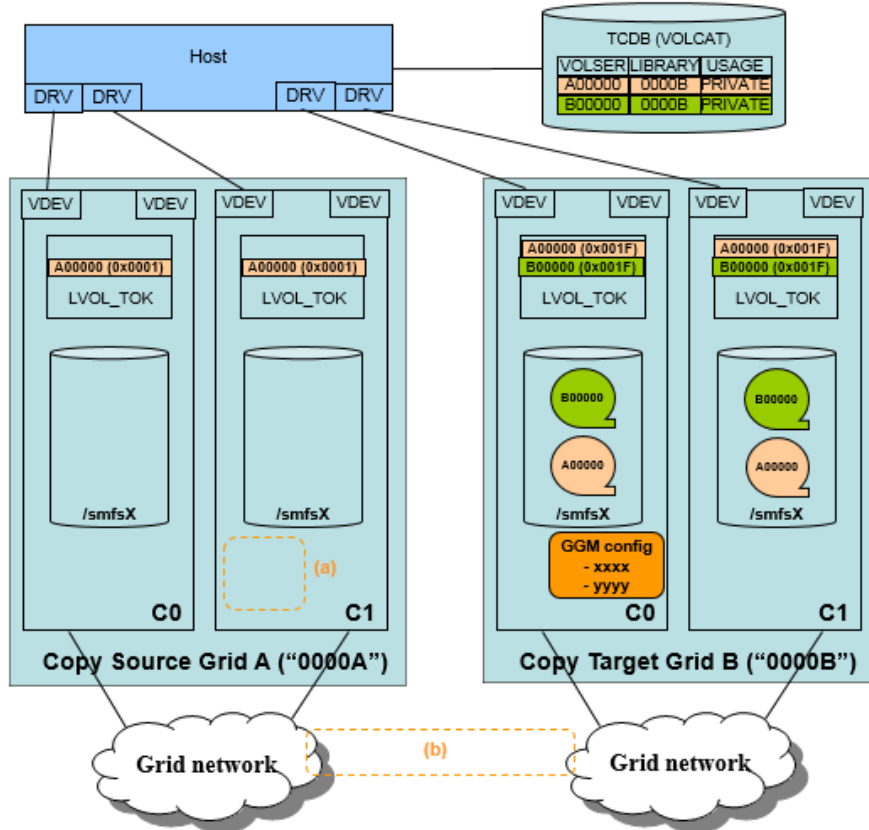 Host
TCDB (VOLCAT)
VOLSER LIBRARY USAGE
A00000 0000B PRIVATE
B00000 0000B PRIVATE
DRV DRV DRV DRV
VDEV VDEV VDEV VDEV VDEV VDEV VDEV VDEV
A00000 (0x0001)
LVOL_TOK
/smfsX
C0
A00000 (0x0001)
LVOL_TOK
/smfsX
(a)
C1
Copy Source Grid A (“0000A”)
A00000 (0x001F)
B00000 (0x001F)
LVOL_TOK
B00000
A00000
/smfsX
GGM config
- xxxx
- yyyy
C0
A00000 (0x001F)
B00000 (0x001F)
LVOL_TOK
B00000
A00000
/smfsX
C1
Copy Target Grid B (“0000B”)
Grid network
(b)
Grid network